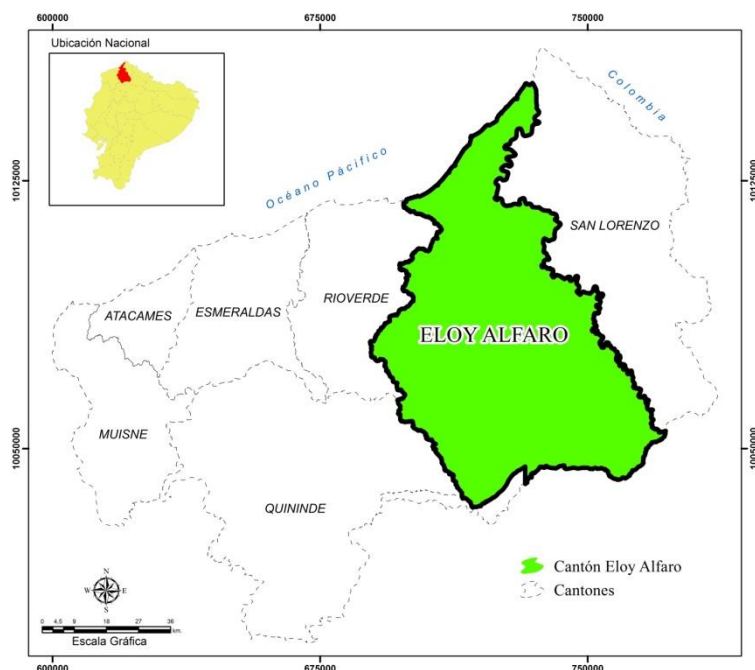 600000 675000 750000
Ubicación Nacional
Colombia
Océano Pácífico
10125000 10125000
SAN LORENZO
ATACAMES ESMERALDAS RIOVERDE
ELOY ALFARO
MUISNE
10050000 10050000
QUININDE
Cantón Eloy Alfaro
Cantones
N
W E
S
0 4,5 9 18 27 36
km.
Escala Gráfica
600000 675000 750000